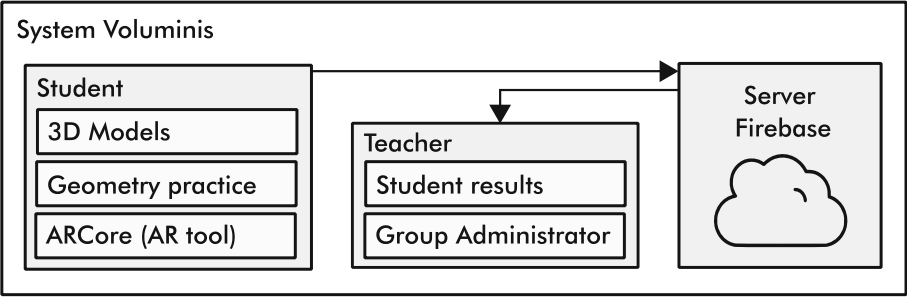 System Voluminis
Student
3D Models
Geometry practice
ARCore (AR tool)
Teacher
Student results
Group Administrator
Server
Firebase